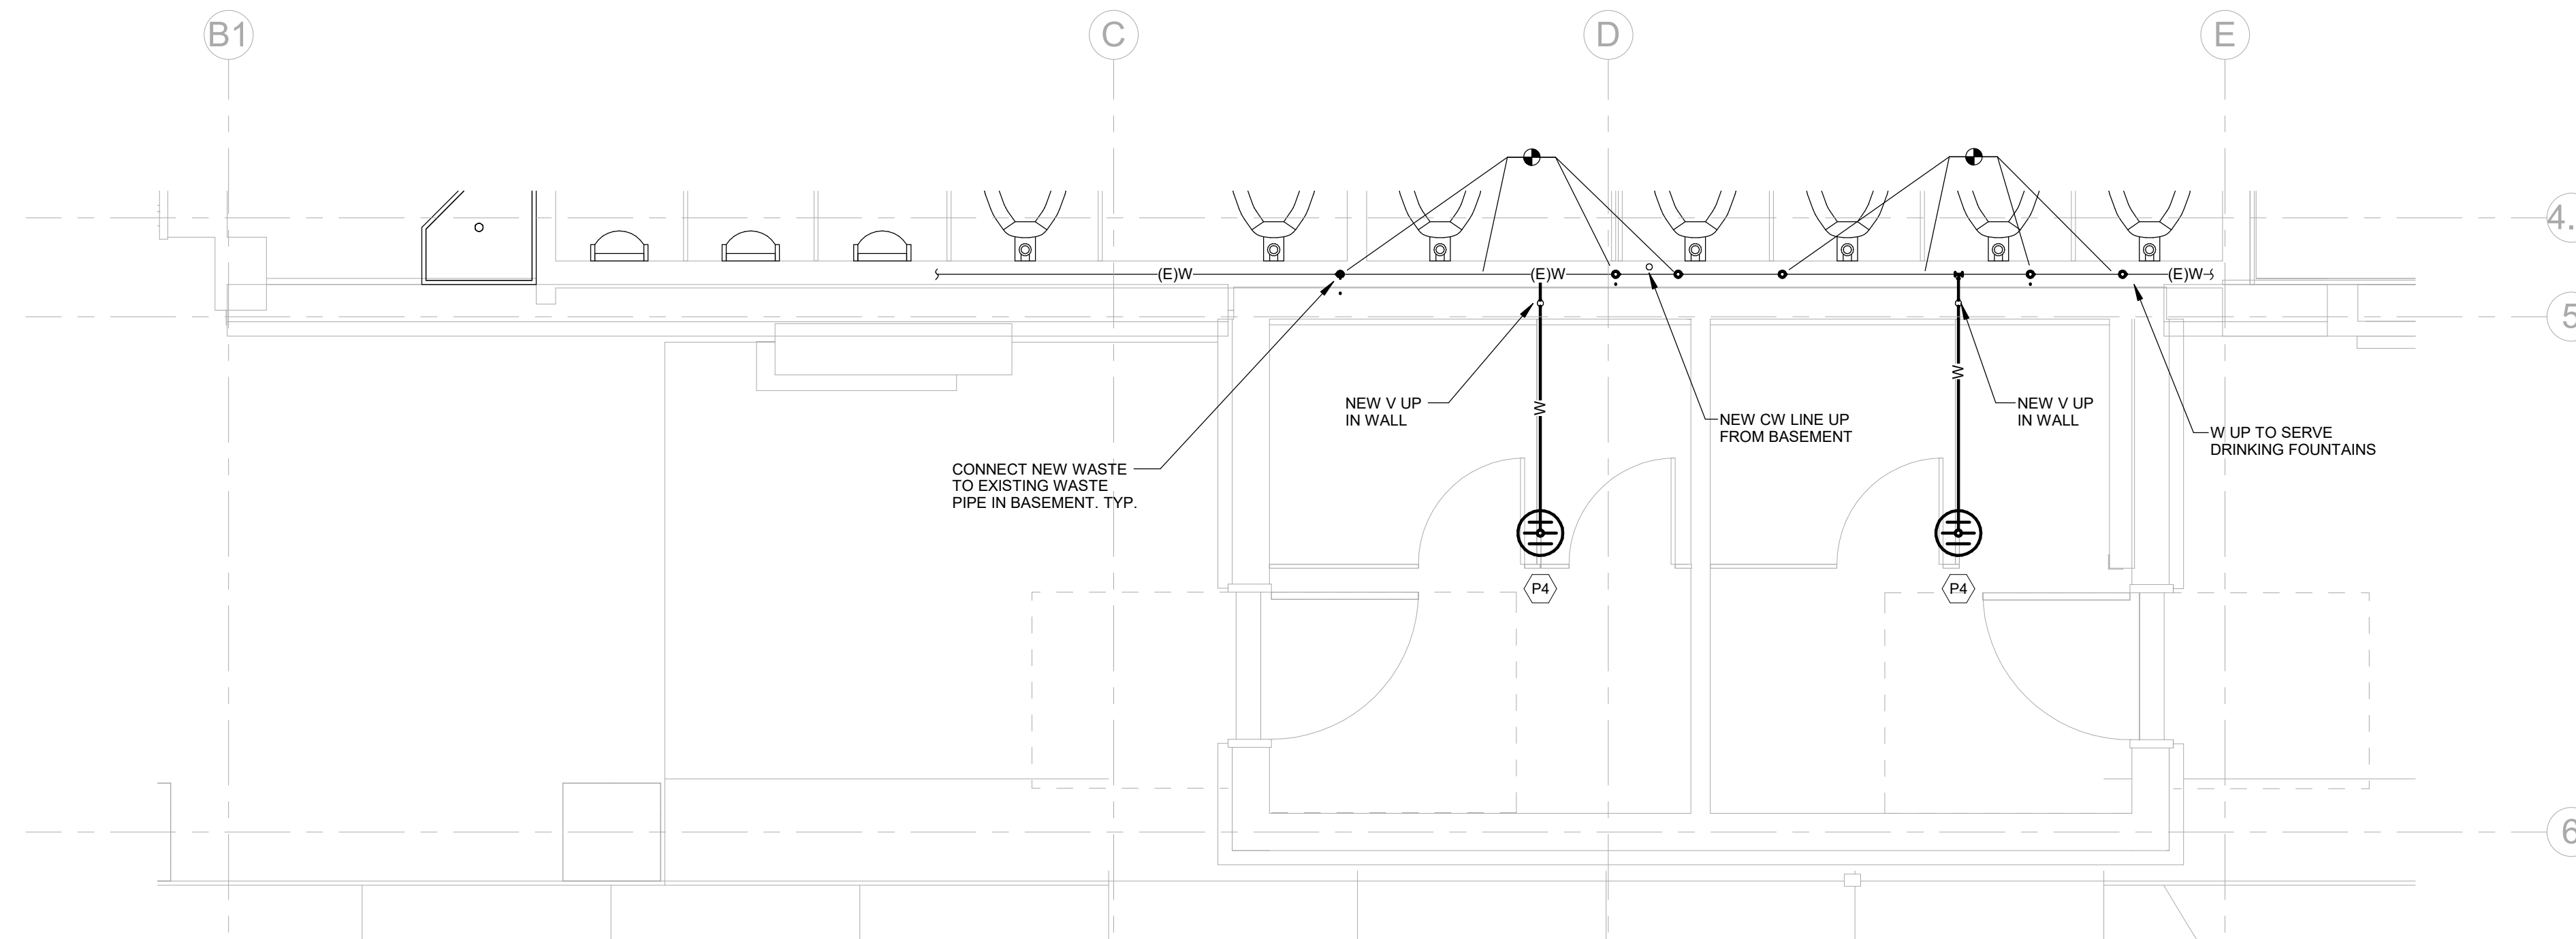 B1
C
D
E
4.
(E)W
(E)W
(E)W
5
W
W
NEW V UP
IN WALL
NEW CW LINE UP
FROM BASEMENT
NEW V UP
IN WALL
W UP TO SERVE
DRINKING FOUNTAINS
CONNECT NEW WASTE
TO EXISTING WASTE
PIPE IN BASEMENT. TYP.
P4
P4
6